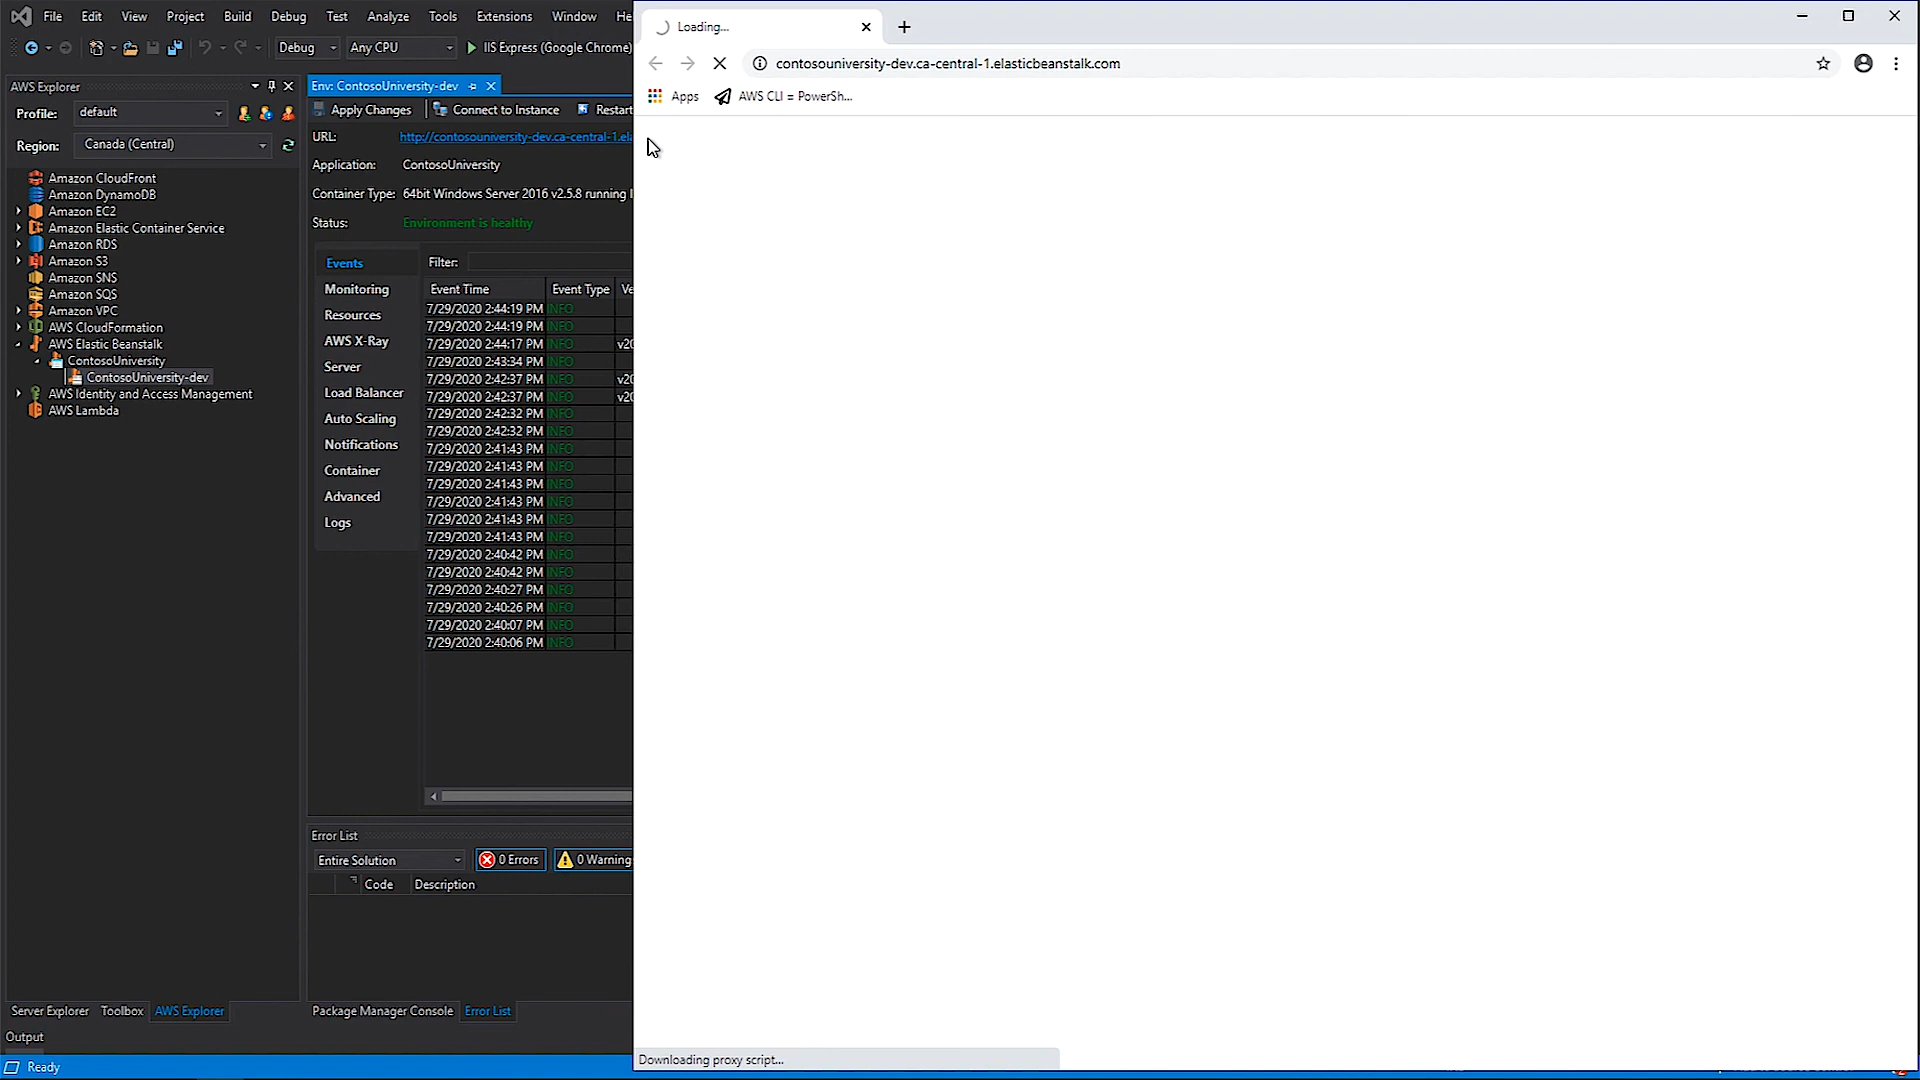 File Edit View Project Build Debug Test Analyze Tools Extensions Window He
Debug Any CPU IIS Express (Google Chrome)
AWS Explorer
Profile: default
Region: Canada (Central)
Amazon CloudFront
Amazon DynamoDB
Amazon EC2
Amazon Elastic Container Service
Amazon RDS
Amazon S3
Amazon SNS
Amazon SQS
Amazon VPC
AWS CloudFormation
AWS Elastic Beanstalk
ContosoUniversity
ContosoUniversity-dev
AWS Identity and Access Management
AWS Lambda
Server Explorer Toolbox AWS Explorer
Output
Ready
Env: ContosoUniversity-dev
Apply Changes Connect to Instance Restart
URL: http://contosouniversity-dev.ca-central-1.ela
Application: ContosoUniversity
Container Type: 64bit Windows Server 2016 v2.5.8 running
Status: Environment is healthy
Events
Monitoring
Resources
AWS X-Ray
Server
Load Balancer
Auto Scaling
Notifications
Container
Advanced
Logs
Filter:
Event Time Event Type Ve
7/29/2020 2:44:19 PM INFO
7/29/2020 2:44:19 PM INFO
7/29/2020 2:44:17 PM INFO v20
7/29/2020 2:43:34 PM INFO
7/29/2020 2:42:37 PM INFO v20
7/29/2020 2:42:37 PM INFO v20
7/29/2020 2:42:32 PM INFO
7/29/2020 2:42:32 PM INFO
7/29/2020 2:41:43 PM INFO
7/29/2020 2:41:43 PM INFO
7/29/2020 2:41:43 PM INFO
7/29/2020 2:41:43 PM INFO
7/29/2020 2:41:43 PM INFO
7/29/2020 2:41:43 PM INFO
7/29/2020 2:40:42 PM INFO
7/29/2020 2:40:42 PM INFO
7/29/2020 2:40:27 PM INFO
7/29/2020 2:40:26 PM INFO
7/29/2020 2:40:07 PM INFO
7/29/2020 2:40:06 PM INFO
Error List
Entire Solution 0 Errors 0 Warning
Code Description
Package Manager Console Error List
Loading...
contosouniversity-dev.ca-central-1.elasticbeanstalk.com
Apps AWS CLI = PowerSh...
Downloading proxy script...